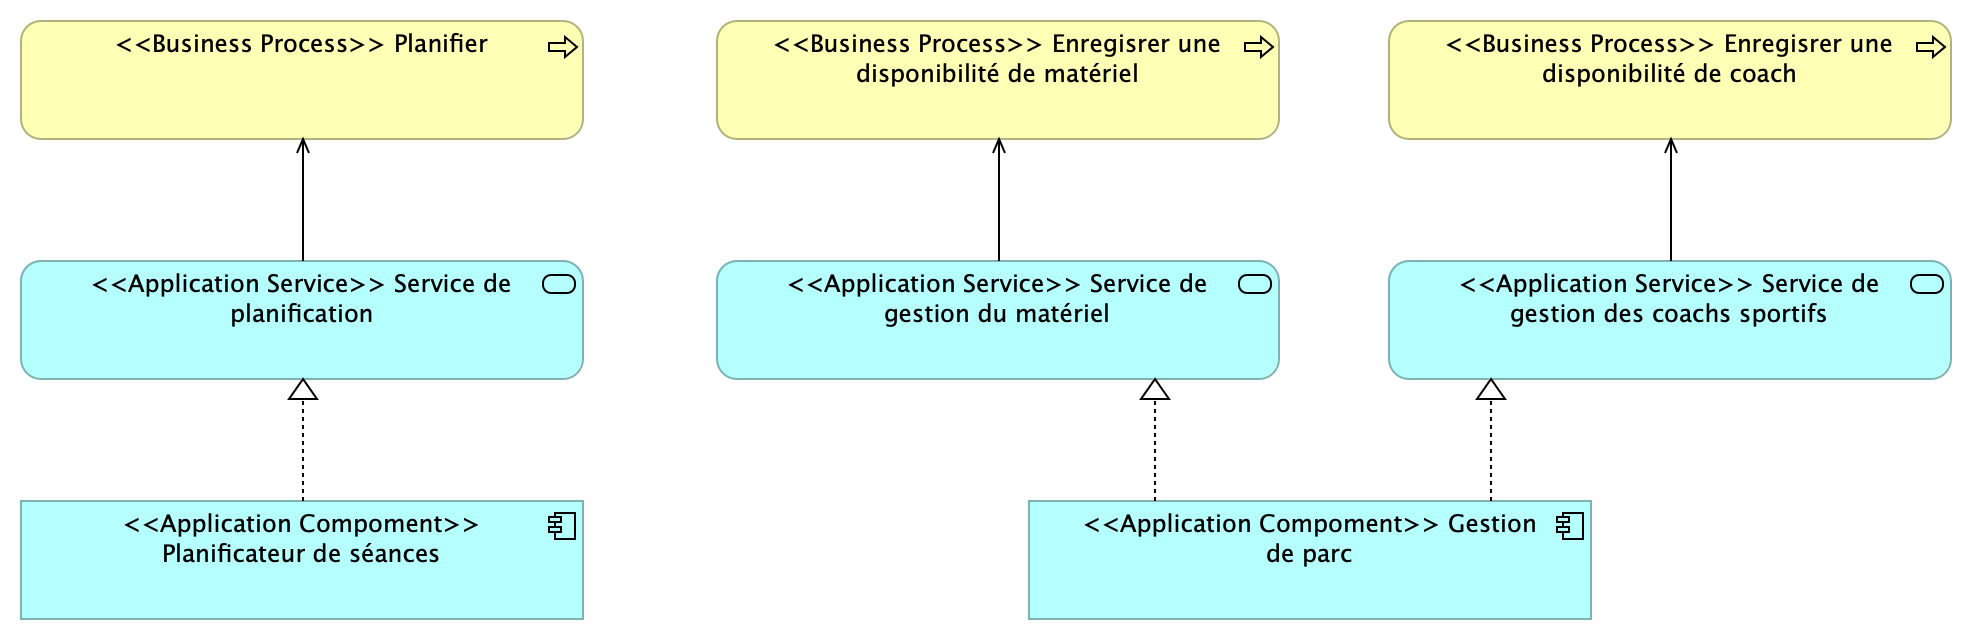 <<Business Process>> Planifier
<<Business Process>> Enregisrer une
disponibilité de matériel
<<Business Process>> Enregisrer une
disponibilité de coach
<<Application Service>> Service de
planification
<<Application Service>> Service de
gestion du matériel
<<Application Service>> Service de
gestion des coachs sportifs
<<Application Compoment>>
Planificateur de séances
<<Application Compoment>> Gestion
de parc